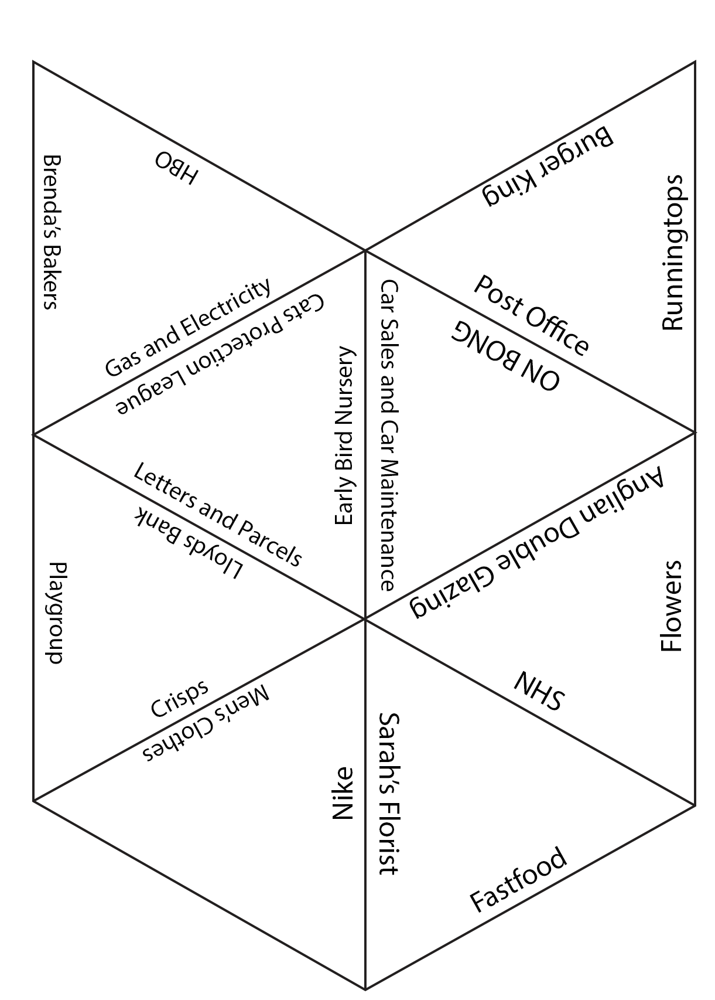 Burger King
HBO
Brenda's Bakers
Runningtops
Gas and Electricity
Post Office
Cats Protection League
Car Sales and Car Maintenance
ON BONG
Early Bird Nursery
Letters and Parcels
Anglian Double Glazing
Lloyds Bank
Playgroup
Flowers
Crisps
SHN
Men's Clothes
Nike
Sarah's Florist
Fastfood